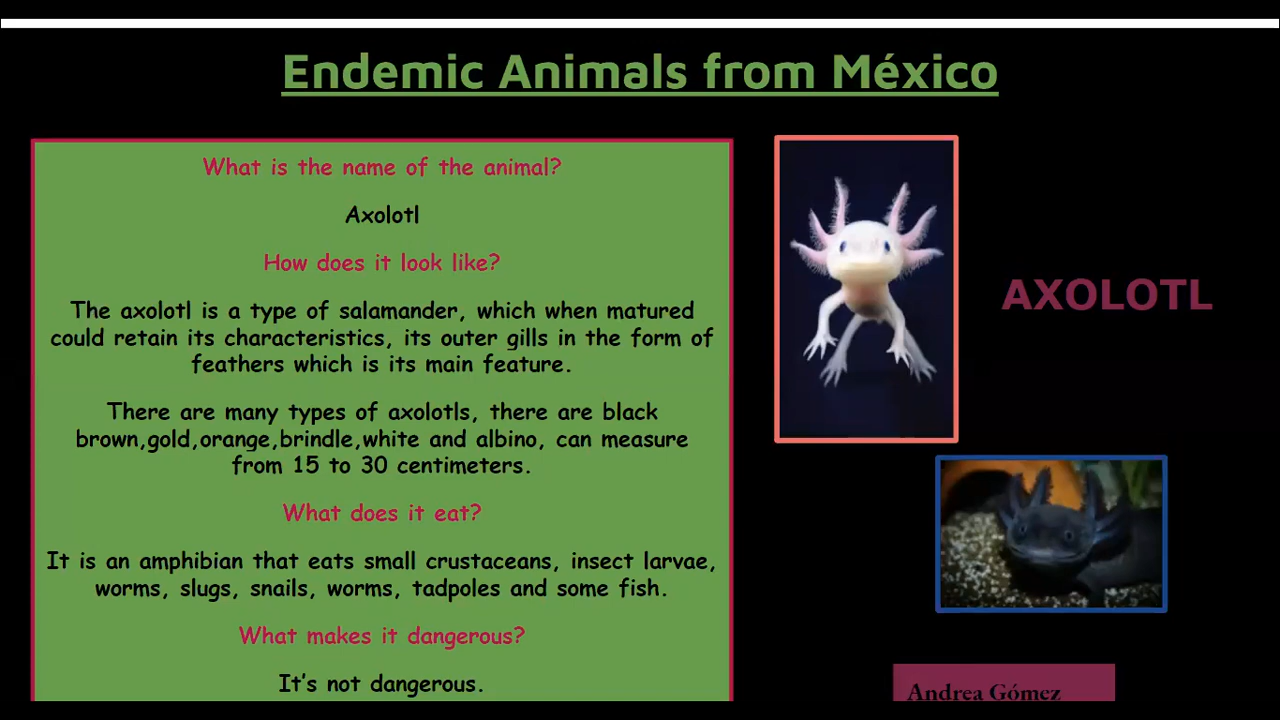 Endemic Animals from México
What is the name of the animal?
Axolotl
How does it look like?
The axolotl is a type of salamander, which when matured
could retain its characteristics, its outer gills in the form of
feathers which is its main feature.
There are many types of axolotls, there are black
brown,gold,orange,brindle,white and albino, can measure
from 15 to 30 centimeters.
What does it eat?
It is an amphibian that eats small crustaceans, insect larvae,
worms, slugs, snails, worms, tadpoles and some fish.
What makes it dangerous?
It's not dangerous.
AXOLOTL
Andrea Gómez